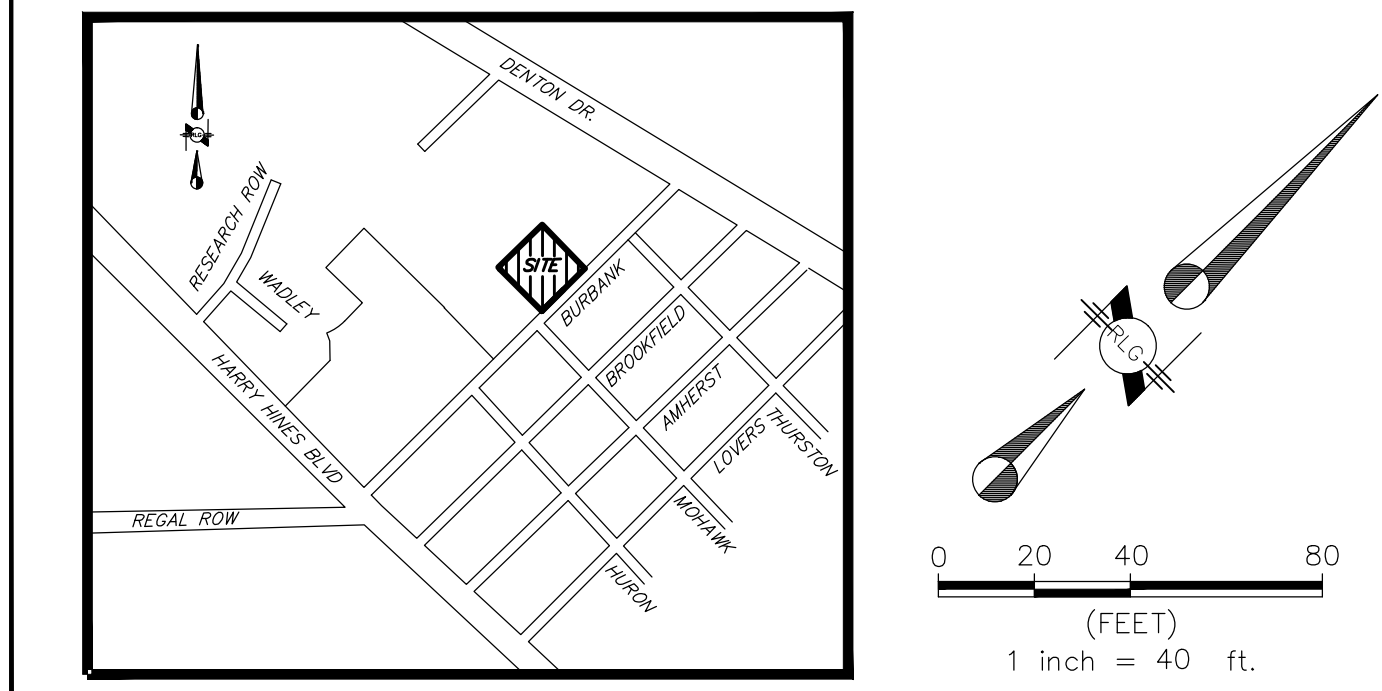 DENTON DR.
RLG
RESEARCH ROW
WADLEY
SITE
BURBANK
BROOKFIELD
AMHERST
LOVERS
THURSTON
HARRY HINES BLVD
MOHAWK
REGAL ROW
HURON
RLG
0 20 40 80
(FEET)
1 inch = 40 ft.